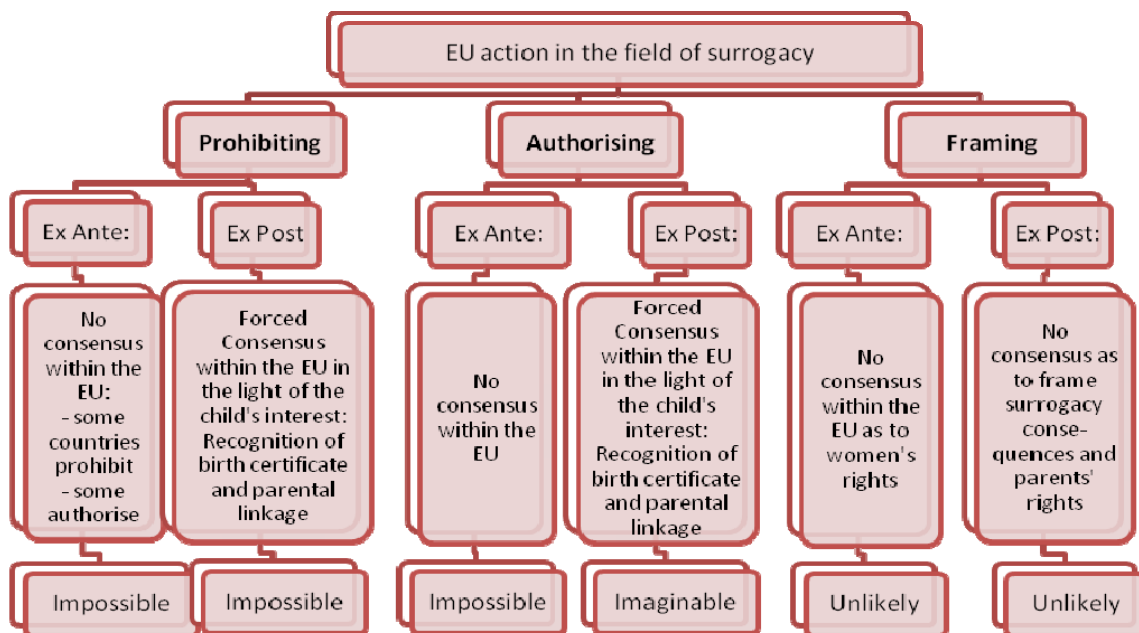 EU action in the field of surrogacy
Prohibiting
Authorising
Framing
Ex Ante:
Ex Post
Ex Ante:
Ex Post:
Ex Ante:
Ex Post:
No
consensus
within the
EU:
- some
countries
prohibit
- some
authorise
Forced
Consensus
within the EU in
the light of the
child's interest:
Recognition of
birth certificate
and parental
linkage
No
consensus
within the
EU
Forced
Consensus
within the EU
in the light of
the child's
interest:
Recognition of
birth certificate
and parental
linkage
No
consensus
within the
EU as to
women's
rights
No
consensus as
to frame
surrogacy
conse-
quences and
parents'
rights
Impossible
Impossible
Impossible
Imaginable
Unlikely
Unlikely